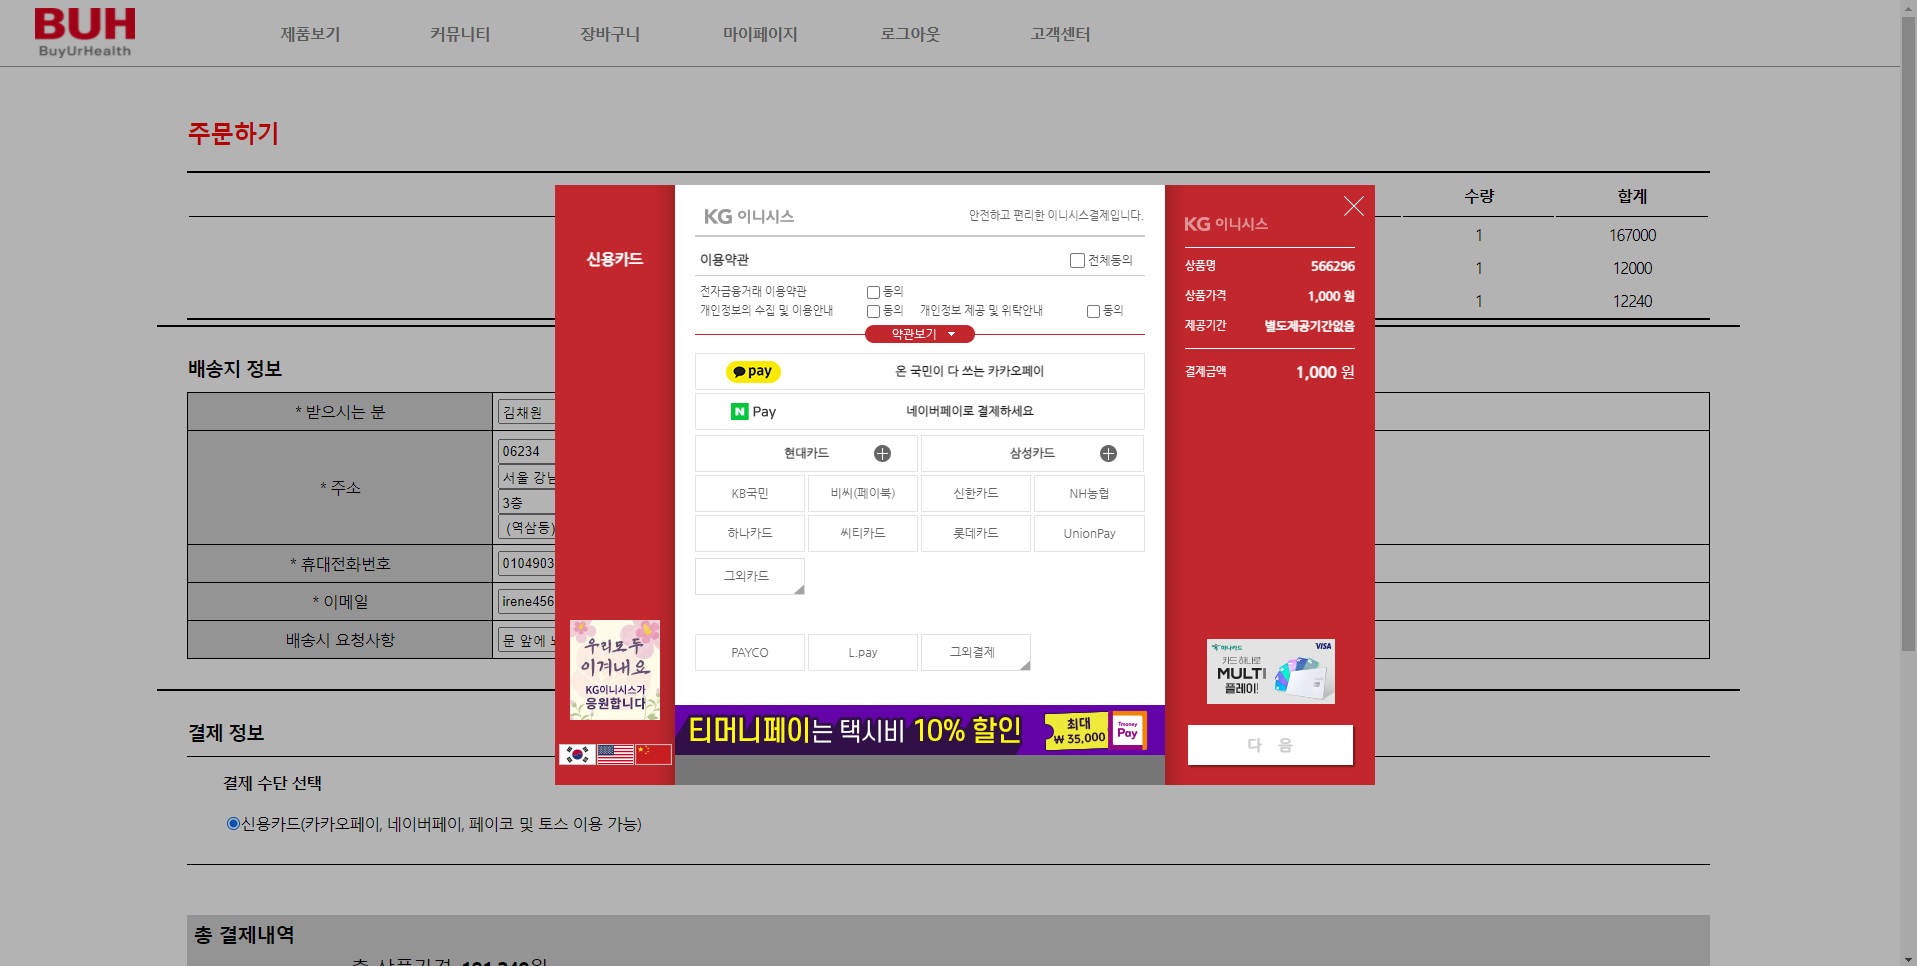 BUH
BuyUrHealth
제품보기
커뮤니티
장바구니
마이페이지
로그아웃
고객센터
주문하기
수량
합계
1
167000
1
12000
1
12240
배송지 정보
* 받으시는 분
김채원
* 주소
06234
서울 강남
3층
(역삼동)
* 휴대전화번호
0104903
* 이메일
irene456
배송시 요청사항
문 앞에
결제 정보
결제 수단 선택
신용카드(카카오페이, 네이버페이, 페이코 및 토스 이용 가능)
총 결제내역
신용카드
우리모두
이겨내요
KG이니시스가
응원합니다
KG 이니시스
안전하고 편리한 이니시스결제입니다.
이용약관
전체동의
전자금융거래 이용약관
동의
개인정보의 수집 및 이용안내
동의
개인정보 제공 및 위탁안내
동의
약관보기
pay
온 국민이 다 쓰는 카카오페이
N Pay
네이버페이로 결제하세요
현대카드
삼성카드
KB국민
비씨(페이북)
신한카드
NH농협
하나카드
씨티카드
롯데카드
UnionPay
그외카드
PAYCO
L.pay
그외결제
티머니페이는 택시비 10% 할인
최대
₩ 35,000
Tmoney
Pay
KG 이니시스
상품명
566296
상품가격
1,000 원
제공기간
별도제공기간없음
결제금액
1,000 원
하나카드
VISA
카드 하나로
MULTI
플레이!
다 음